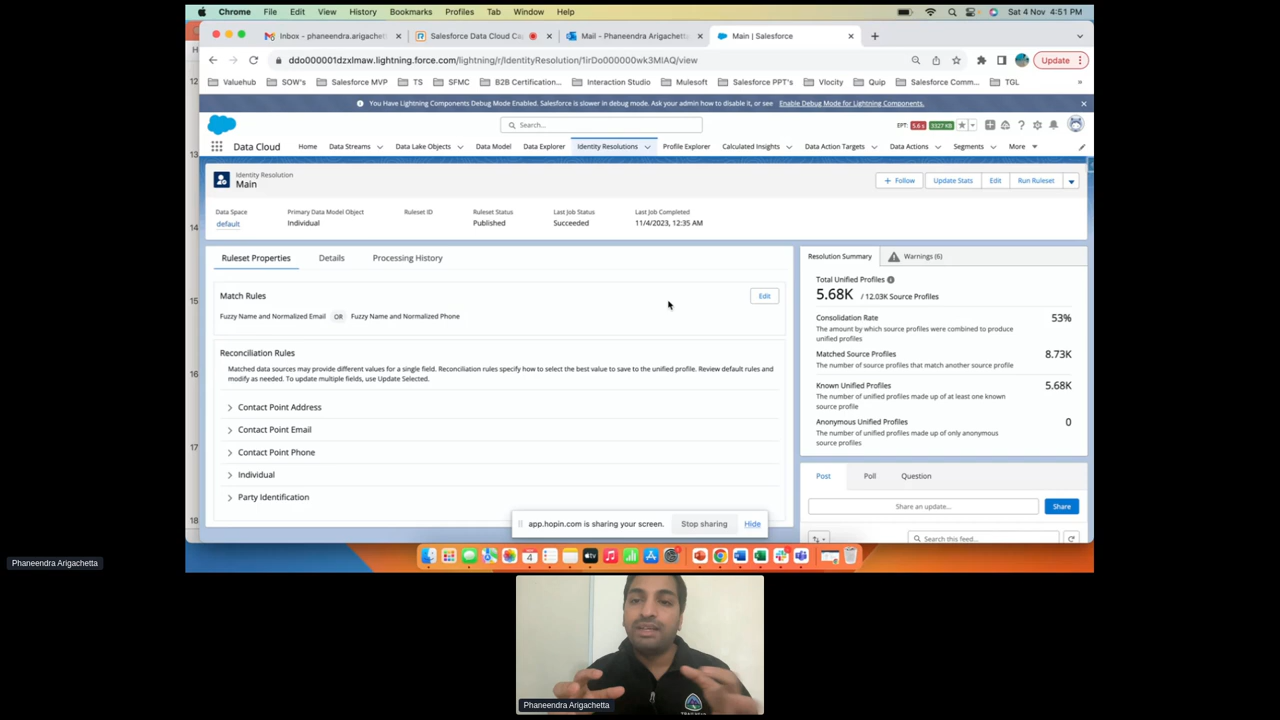 Chrome File Edit View History Bookmarks Profiles Tab Window Help Sat 4 Nov 4:51 PM
Inbox - phaneendra.arigachet Salesforce Data Cloud Ca Mail - Phaneendra Arigachetta Main | Salesforce
ddo000001dzxlmaw.lightning.force.com/lightning/r/IdentityResolution/1irDo000000wk3MIAQ/view Update
Valuehub SOW's Salesforce MVP TS SFMC B2B Certification... Interaction Studio Mulesoft Salesforce PPT's Vlocity Quip Salesforce Comm... TGL
You Have Lightning Components Debug Mode Enabled. Salesforce is slower in debug mode. Ask your admin how to disable it, or see Enable Debug Mode for Lightning Components.
Search... EPT: 5.6 s 3327 KB
Data Cloud Home Data Streams Data Lake Objects Data Model Data Explorer Identity Resolutions Profile Explorer Calculated Insights Data Action Targets Data Actions Segments More
Identity Resolution
Main
+ Follow Update Stats Edit Run Ruleset
Data Space Primary Data Model Object Ruleset ID Ruleset Status Last Job Status Last Job Completed
default Individual Published Succeeded 11/4/2023, 12:35 AM
Ruleset Properties Details Processing History
Match Rules Edit
Fuzzy Name and Normalized Email OR Fuzzy Name and Normalized Phone
Reconciliation Rules
Matched data sources may provide different values for a single field. Reconciliation rules specify how to select the best value to save to the unified profile. Review default rules and
modify as needed. To update multiple fields, use Update Selected.
Contact Point Address
Contact Point Email
Contact Point Phone
Individual
Party Identification
Resolution Summary Warnings (6)
Total Unified Profiles
5.68K / 12.03K Source Profiles
Consolidation Rate 53%
The amount by which source profiles were combined to produce
unified profiles
Matched Source Profiles 8.73K
The number of source profiles that match another source profile
Known Unified Profiles 5.68K
The number of unified profiles made up of at least one known
source profile
Anonymous Unified Profiles 0
The number of unified profiles made up of only anonymous
source profiles
Post Poll Question
Share an update... Share
Search this feed...
app.hopin.com is sharing your screen. Stop sharing Hide
12
13
14
15
16
17
18
Phaneendra Arigachetta
Phaneendra Arigachetta